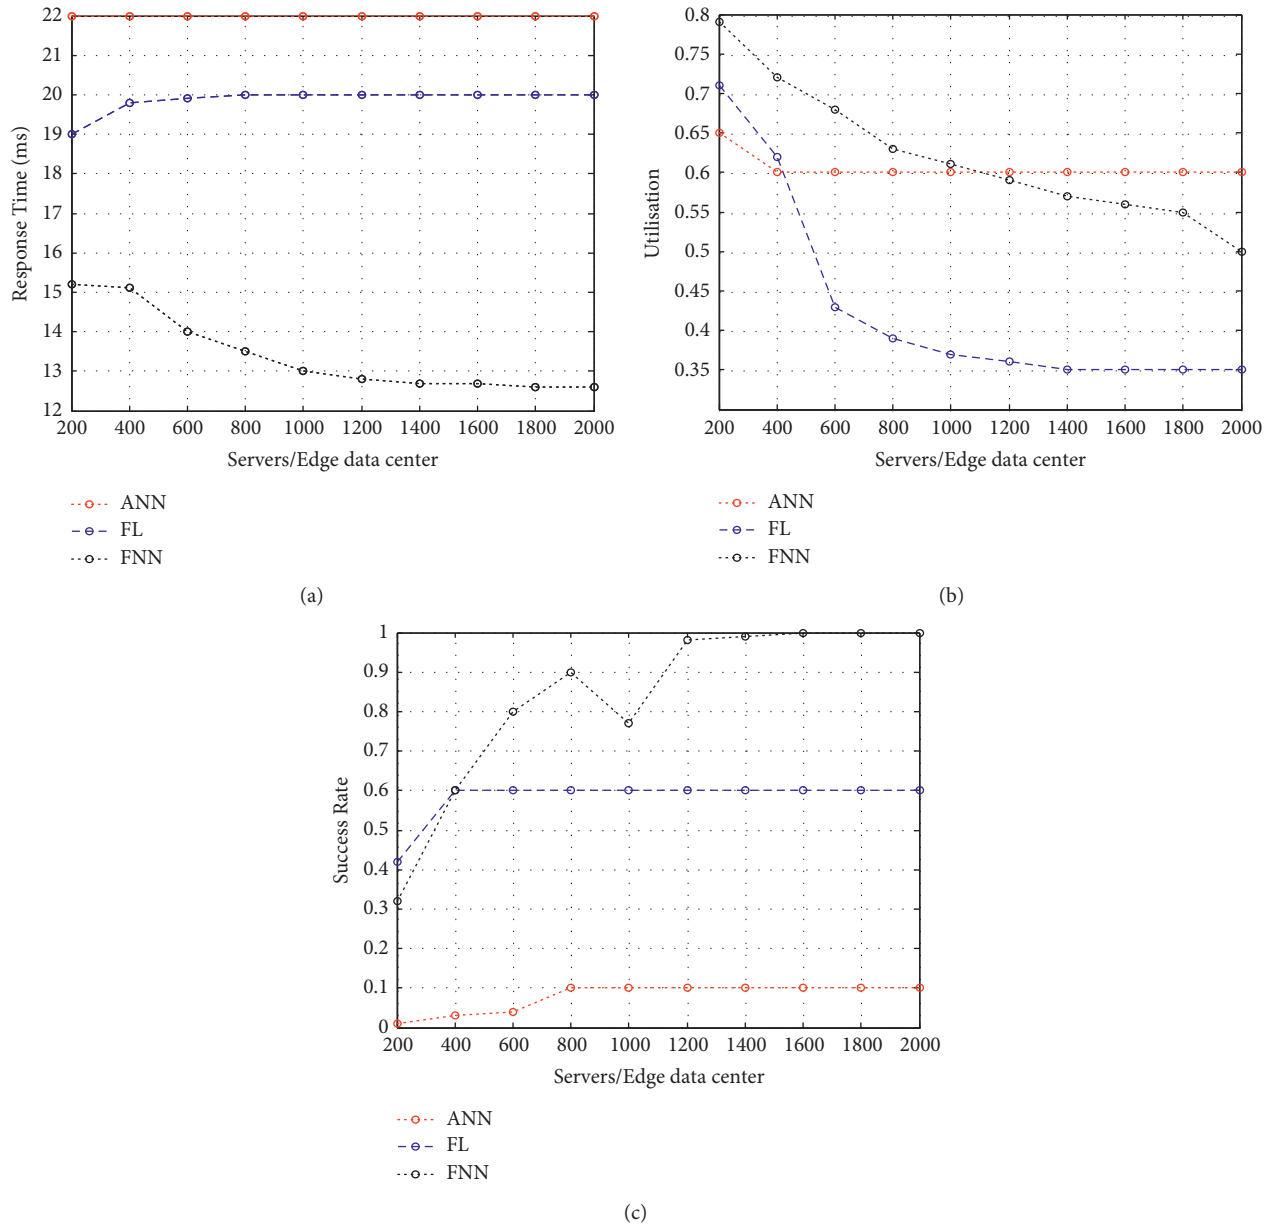 22
21
20
19
18
17
16
15
14
13
12
Response Time (ms)
200 400 600 800 1000 1200 1400 1600 1800 2000
Servers/Edge data center
ANN
FL
FNN
(a)
0.8
0.75
0.7
0.65
0.6
0.55
0.5
0.45
0.4
0.35
Utilisation
200 400 600 800 1000 1200 1400 1600 1800 2000
Servers/Edge data center
ANN
FL
FNN
(b)
1
0.9
0.8
0.7
0.6
0.5
0.4
0.3
0.2
0.1
0
Success Rate
200 400 600 800 1000 1200 1400 1600 1800 2000
Servers/Edge data center
ANN
FL
FNN
(c)